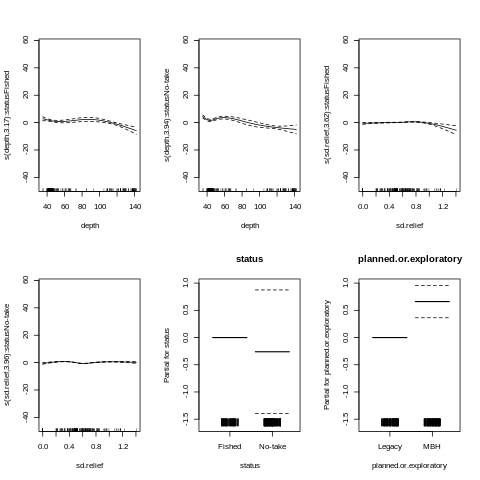 60
40
20
0
-20
-40
s(depth,3.17):statusFished
40 60 80 100 140
depth
60
40
20
0
-20
-40
s(depth,3.94):statusNo-take
40 60 80 100 140
depth
60
40
20
0
-20
-40
s(sd.relief,3.62):statusFished
0.0 0.4 0.8 1.2
sd.relief
60
40
20
0
-20
-40
s(sd.relief,3.96):statusNo-take
0.0 0.4 0.8 1.2
sd.relief
status
1.0
0.5
0.0
-0.5
-1.0
-1.5
Partial for status
Fished No-take
status
planned.or.exploratory
1.0
0.5
0.0
-0.5
-1.0
-1.5
Partial for planned.or.exploratory
Legacy MBH
planned.or.exploratory